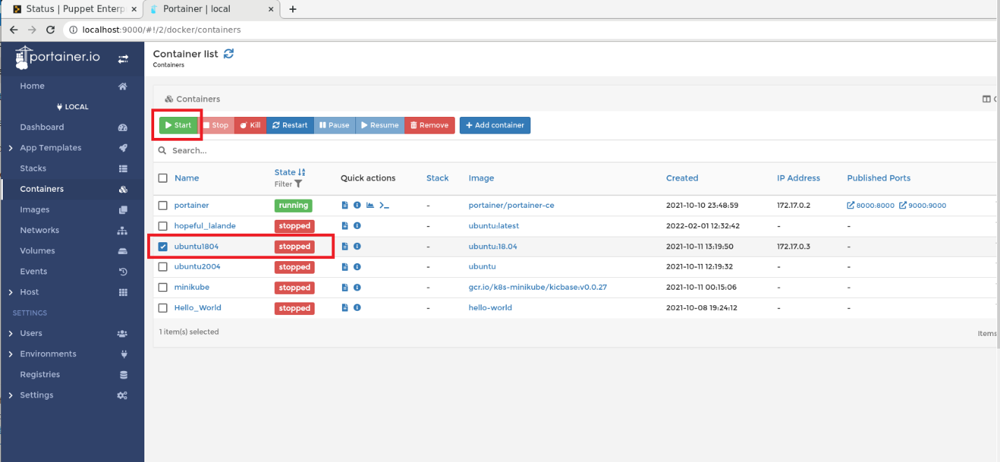 Status | Puppet Enterp
Portainer | local
localhost:9000/#!/2/docker/containers
portainer.io
Home
LOCAL
Dashboard
App Templates
Stacks
Containers
Images
Networks
Volumes
Events
Host
SETTINGS
Users
Environments
Registries
Settings
Container list
Containers
Containers
Start Stop Kill Restart Pause Resume Remove + Add container
Search...
Name State Quick actions Stack Image Created IP Address Published Ports
Filter
portainer running - portainer/portainer-ce 2021-10-10 23:48:59 172.17.0.2 8000:8000 9000:9000
hopeful_lalande stopped - ubuntu:latest 2022-02-01 12:32:42 - -
ubuntu1804 stopped - ubuntu:18.04 2021-10-11 13:19:50 172.17.0.3 -
ubuntu2004 stopped - ubuntu 2021-10-11 12:19:32 - -
minikube stopped - gcr.io/k8s-minikube/kicbase:v0.0.27 2021-10-11 00:15:06 - -
Hello_World stopped - hello-world 2021-10-08 19:24:12 - -
1 item(s) selected
Items